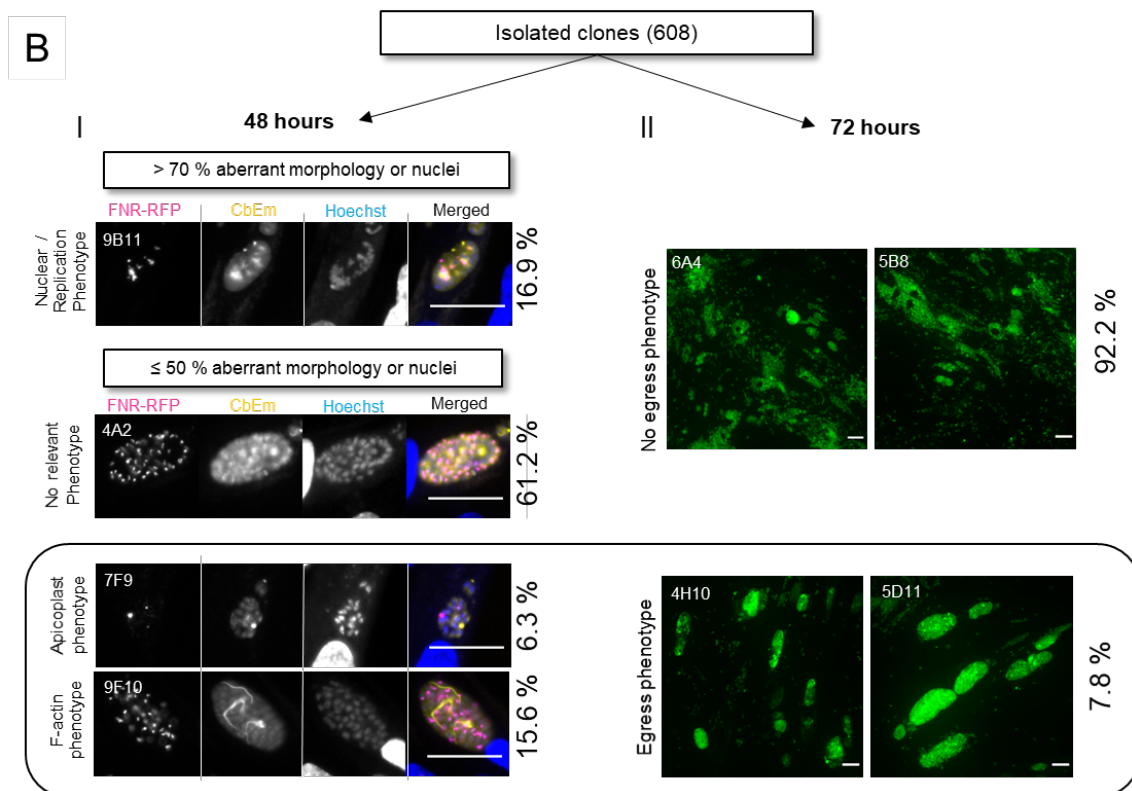 B
Isolated clones (608)
I
48 hours
II
72 hours
> 70 % aberrant morphology or nuclei
FNR-RFP CbEm Hoechst Merged
Nuclear /
Replication
Phenotype
9B11
16.9 %
≤ 50 % aberrant morphology or nuclei
FNR-RFP CbEm Hoechst Merged
No relevant
Phenotype
4A2
61.2 %
Apicoplast
phenotype
7F9
6.3 %
F-actin
phenotype
9F10
15.6 %
No egress phenotype
6A4
5B8
92.2 %
Egress phenotype
4H10
5D11
7.8 %